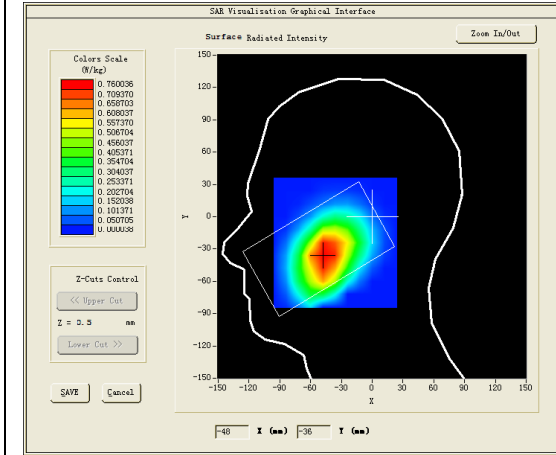 SAR Visualisation Graphical Interface
Surface Radiated Intensity
Zoom In/Out
Colors Scale
(W/kg)
0.760036
0.709370
0.658703
0.608037
0.557370
0.506704
0.456037
0.405371
0.354704
0.304037
0.253371
0.202704
0.152038
0.101371
0.050705
0.000038
150
120
90
60
30
0
-30
-60
-90
-120
-150
Y
-150 -120 -90 -60 -30 0 30 60 90 120 150
X
Z-Cuts Control
<< Upper Cut
Z = 0.5 mm
Lower Cut >>
SAVE Cancel
-48 X (mm) -36 Y (mm)